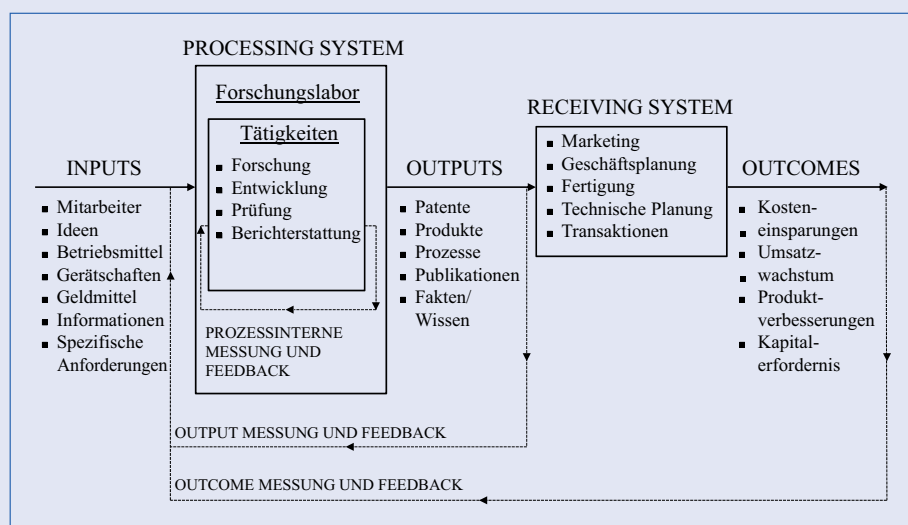 PROCESSING SYSTEM
Forschungslabor
Tätigkeiten
▪ Forschung
▪ Entwicklung
▪ Prüfung
▪ Berichterstattung
PROZESSINTERNE
MESSUNG UND
FEEDBACK
INPUTS
▪ Mitarbeiter
▪ Ideen
▪ Betriebsmittel
▪ Gerätschaften
▪ Geldmittel
▪ Informationen
▪ Spezifische
Anforderungen
OUTPUTS
▪ Patente
▪ Produkte
▪ Prozesse
▪ Publikationen
▪ Fakten/
Wissen
RECEIVING SYSTEM
▪ Marketing
▪ Geschäftsplanung
▪ Fertigung
▪ Technische Planung
▪ Transaktionen
OUTCOMES
▪ Kosten-
einsparungen
▪ Umsatz-
wachstum
▪ Produkt-
verbesserungen
▪ Kapital-
erfordernis
OUTPUT MESSUNG UND FEEDBACK
OUTCOME MESSUNG UND FEEDBACK